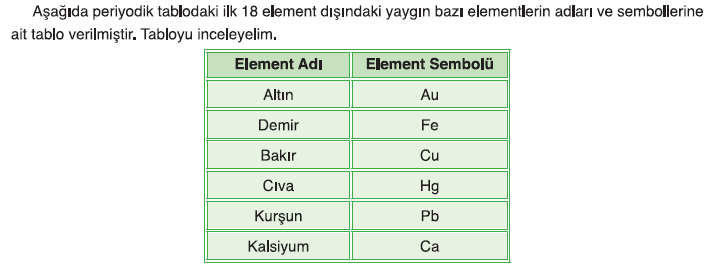 Aşağıda periyodik tablodaki ilk 18 element dışındaki yaygın bazı elementlerin adları ve sembollerine
ait tablo verilmiştir. Tabloyu inceleyelim.
Element Adı Element Sembolü
Altın Au
Demir Fe
Bakır Cu
Cıva Hg
Kurşun Pb
Kalsiyum Ca